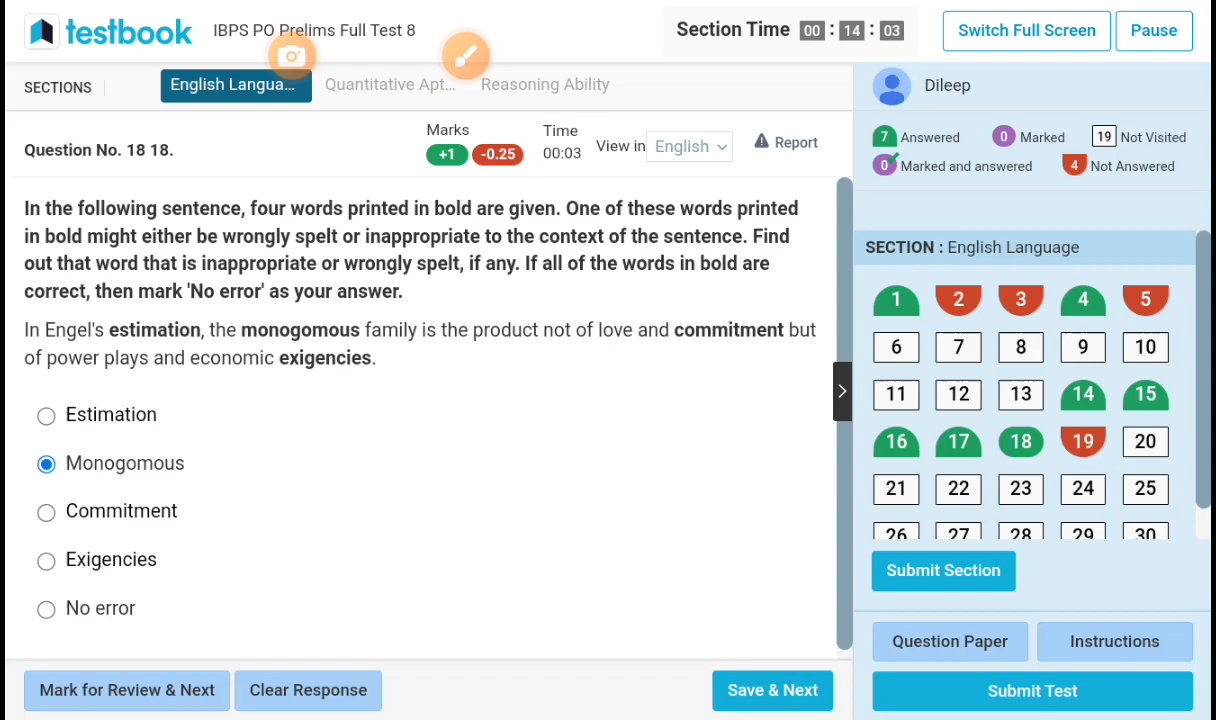 testbook
IBPS PO Prelims Full Test 8
Section Time 00 : 14 : 03
Switch Full Screen
Pause
SECTIONS
English Langua...
Quantitative Apt...
Reasoning Ability
Dileep
Question No. 18 18.
Marks
+1 -0.25
Time
00:03
View in English
Report
7 Answered
0 Marked
19 Not Visited
0 Marked and answered
4 Not Answered
In the following sentence, four words printed in bold are given. One of these words printed
in bold might either be wrongly spelt or inappropriate to the context of the sentence. Find
out that word that is inappropriate or wrongly spelt, if any. If all of the words in bold are
correct, then mark 'No error' as your answer.
In Engel's estimation, the monogomous family is the product not of love and commitment but
of power plays and economic exigencies.
Estimation
Monogomous
Commitment
Exigencies
No error
SECTION : English Language
1 2 3 4 5
6 7 8 9 10
11 12 13 14 15
16 17 18 19 20
21 22 23 24 25
26 27 28 29 30
Submit Section
Question Paper
Instructions
Mark for Review & Next
Clear Response
Save & Next
Submit Test